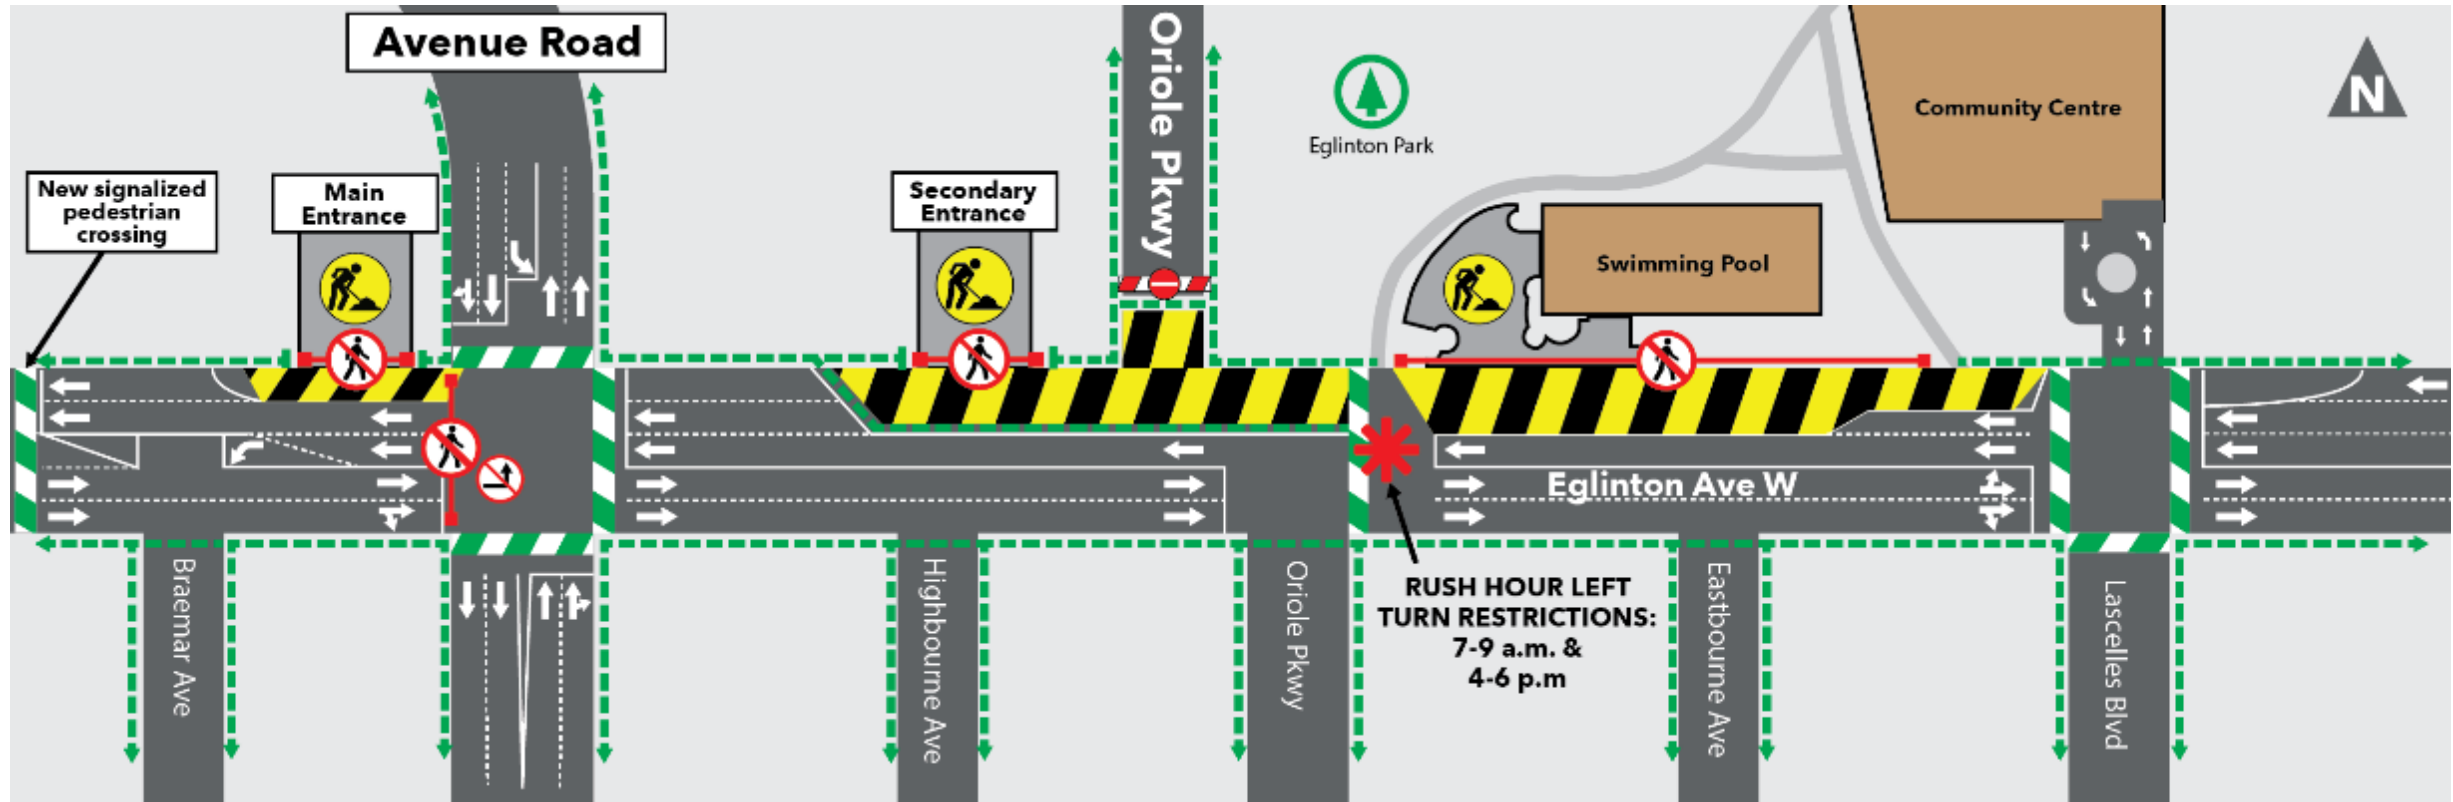 Avenue Road
Oriole Pkwy
Eglinton Park
Community Centre
N
New signalized
pedestrian
crossing
Main
Entrance
Secondary
Entrance
Swimming Pool
Eglinton Ave W
RUSH HOUR LEFT
TURN RESTRICTIONS:
7-9 a.m. &
4-6 p.m
Braemar Ave
Highbourne Ave
Oriole Pkwy
Eastbourne Ave
Lascelles Blvd